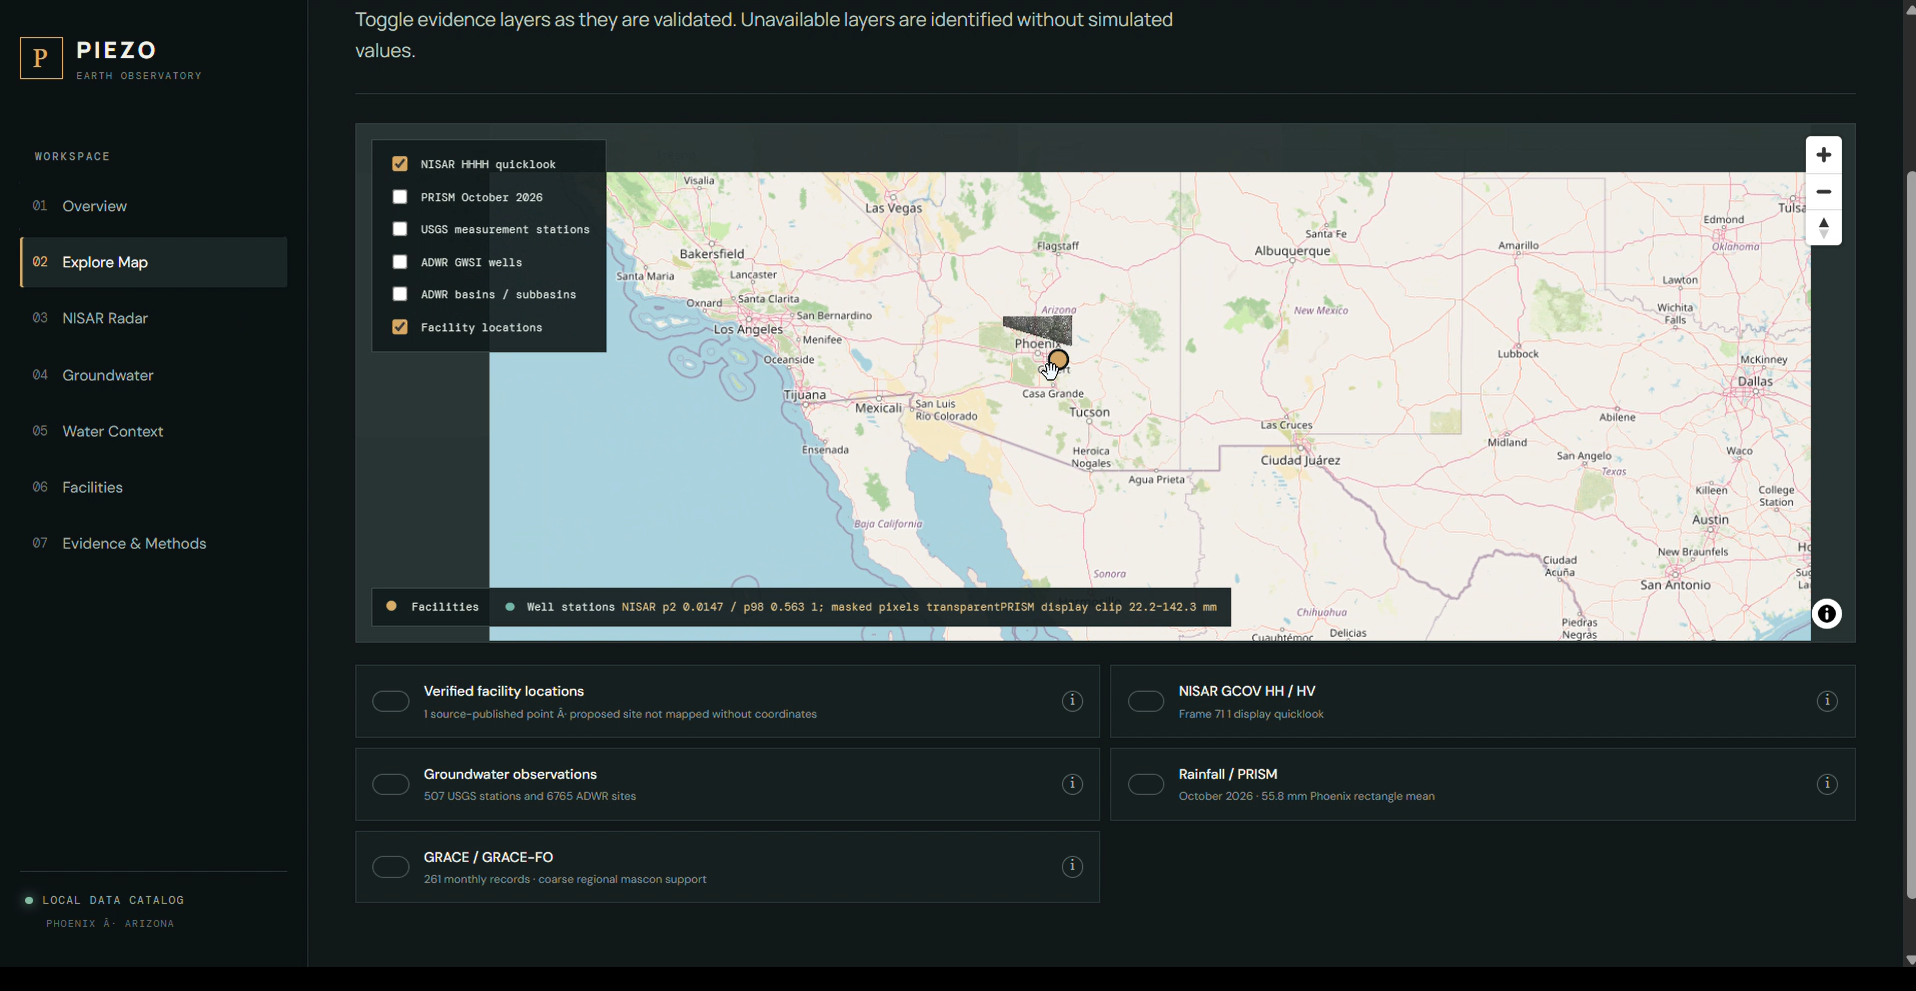 P
PIEZO
EARTH OBSERVATORY
WORKSPACE
01 Overview
02 Explore Map
03 NISAR Radar
04 Groundwater
05 Water Context
06 Facilities
07 Evidence & Methods
LOCAL DATA CATALOG
PHOENIX Â· ARIZONA
Toggle evidence layers as they are validated. Unavailable layers are identified without simulated
values.
NISAR HHHH quicklook
PRISM October 2026
USGS measurement stations
ADWR GWSI wells
ADWR basins / subbasins
Facility locations
Visalia
Las Vegas
Bakersfield
Santa Maria
Lancaster
Oxnard
Santa Clarita
San Bernardino
Los Angeles
Menifee
Oceanside
Tijuana
Mexicali
San Luis
Río Colorado
Ensenada
Baja California
Flagstaff
Arizona
Phoenix
Casa Grande
Tucson
Heroica
Nogales
Agua Prieta
Sonora
Santa Fe
Albuquerque
New Mexico
Las Cruces
Ciudad Juárez
Chihuahua
Cuauhtémoc
Delicias
Amarillo
Lubbock
Midland
San Angelo
Abilene
Texas
Edmond
Tulsa
Oklahoma
Lawton
Wichita
Falls
McKinney
Dallas
Waco
Killeen
College
Station
Austin
New Braunfels
San Antonio
Ciudad
Acuña
Piedras
Negras
Facilities
Well stations NISAR p2 0.0147 / p98 0.563 1; masked pixels transparentPRISM display clip 22.2-142.3 mm
Verified facility locations
1 source-published point Â· proposed site not mapped without coordinates
NISAR GCOV HH / HV
Frame 71 1 display quicklook
Groundwater observations
507 USGS stations and 6765 ADWR sites
Rainfall / PRISM
October 2026 · 55.8 mm Phoenix rectangle mean
GRACE / GRACE-FO
261 monthly records · coarse regional mascon support